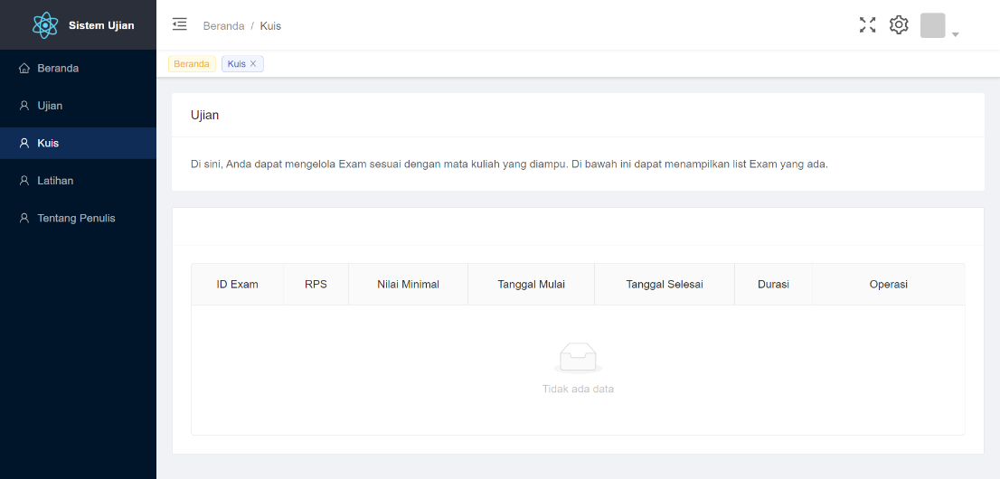 Sistem Ujian
Beranda / Kuis
Beranda
Ujian
Kuis
Latihan
Tentang Penulis
Beranda Kuis
Ujian
Di sini, Anda dapat mengelola Exam sesuai dengan mata kuliah yang diampu. Di bawah ini dapat menampilkan list Exam yang ada.
ID Exam RPS Nilai Minimal Tanggal Mulai Tanggal Selesai Durasi Operasi
Tidak ada data